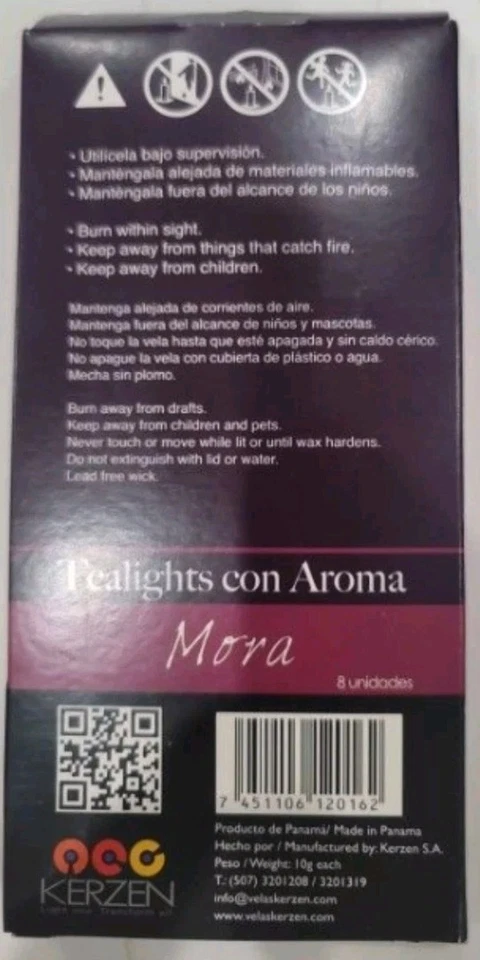 - Utilícela bajo supervisión.
- Manténgala alejada de materiales inflamables.
- Manténgala fuera del alcance de los niños.
- Burn within sight.
- Keep away from things that catch fire.
- Keep away from children.
Mantenga alejada de corrientes de aire.
Mantenga fuera del alcance de niños y mascotas.
No toque la vela hasta que esté apagada y sin caldo cérico.
No apague la vela con cubierta de plástico o agua.
Mecha sin plomo.
Burn away from drafts.
Keep away from children and pets.
Never touch or move while lit or until wax hardens.
Do not extinguish with lid or water.
Lead free wick.
Tealights con Aroma
Mora
8 unidades
7 451106 120162
Producto de Panamá/ Made in Panama
Hecho por / Manufactured by: Kerzen S.A.
Peso / Weight: 10g each
T.: (507) 3201208 / 3201319
info@velaskerzen.com
www.velaskerzen.com
KERZEN